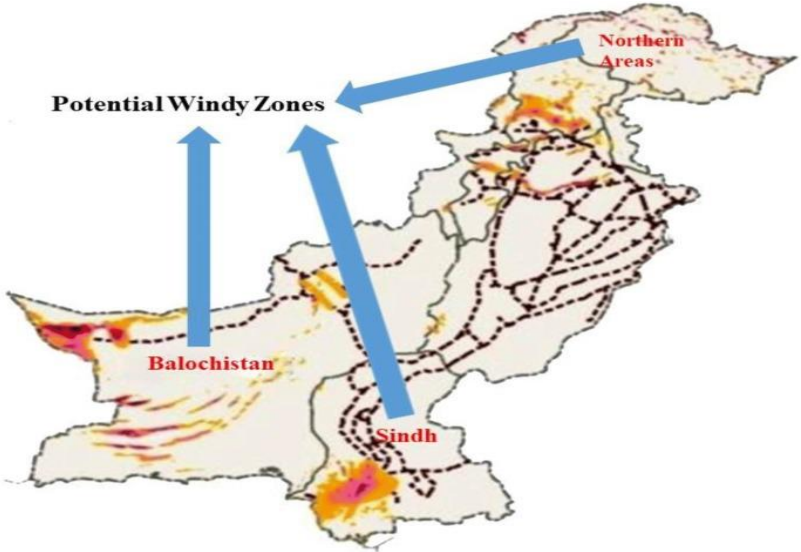 Northern
Areas
Potential Windy Zones
Balochistan
Sindh